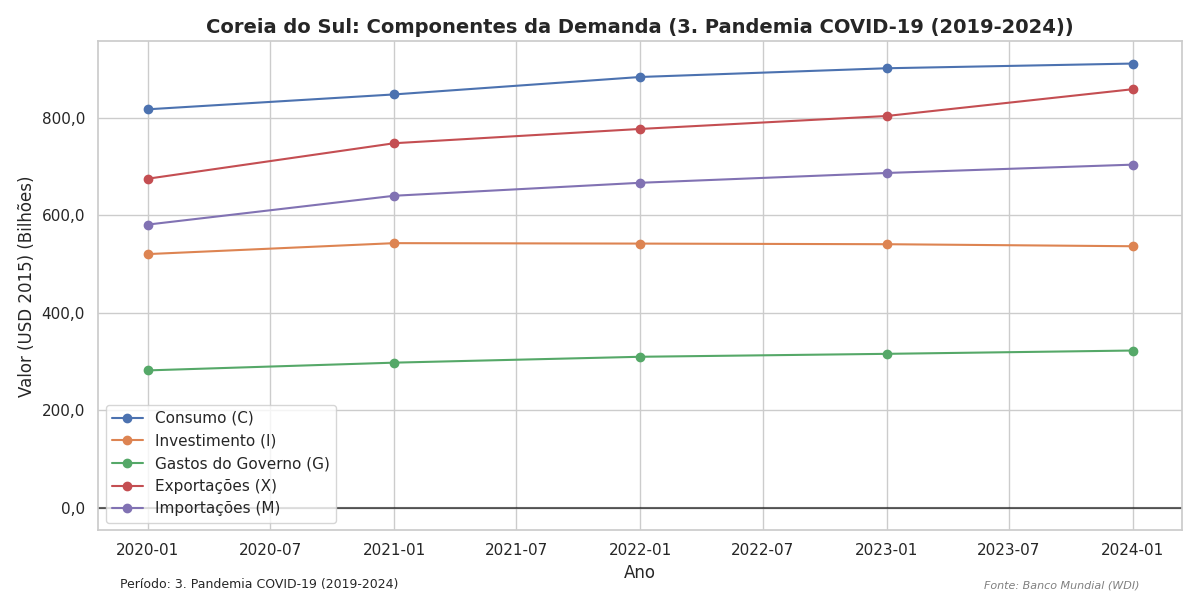 Coreia do Sul: Componentes da Demanda (3. Pandemia COVID-19 (2019-2024))
Valor (USD 2015) (Bilhões)
800,0
600,0
400,0
200,0
0,0
Consumo (C)
Investimento (I)
Gastos do Governo (G)
Exportações (X)
Importações (M)
2020-01 2020-07 2021-01 2021-07 2022-01 2022-07 2023-01 2023-07 2024-01
Ano
Período: 3. Pandemia COVID-19 (2019-2024)
Fonte: Banco Mundial (WDI)